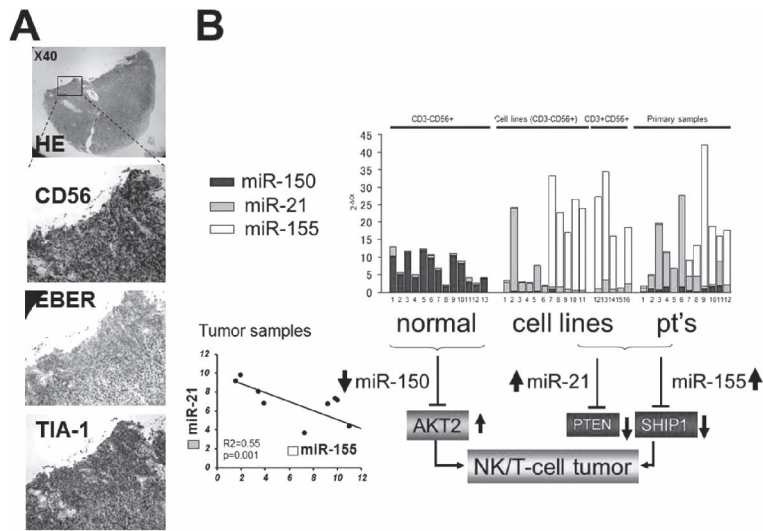 A
B
X40
HE
CD56
EBER
TIA-1
miR-150
miR-21
miR-155
CD3-CD56+
Cell lines (CD3-CD56+)
CD3+CD56+
Primary samples
45
40
35
30
25
20
15
10
5
0
1 2 3 4 5 6 7 8 9 10 11 12 13
1 2 3 4 5 6 7 8 9 10 11
12 13 14 15 16
1 2 3 4 5 6 7 8 9 10 11 12
normal
cell lines
pt's
Tumor samples
12
10
8
6
4
2
0
miR-21
R2=0.55
p=0.001
miR-155
0 2 4 6 8 10 12
miR-150
miR-21
miR-155
AKT2
PTEN
SHIP1
NK/T-cell tumor